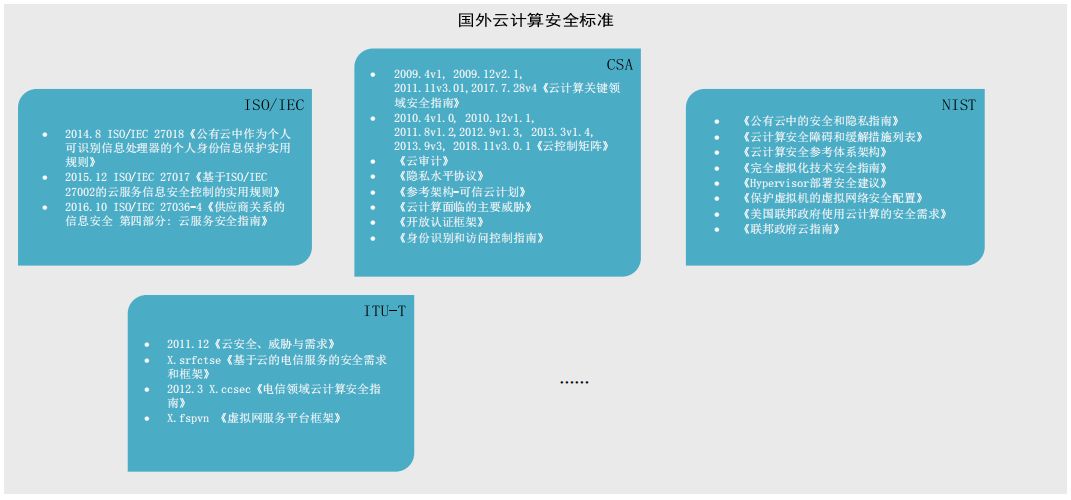 国外云计算安全标准
ISO/IEC
● 2014.8 ISO/IEC 27018《公有云中作为个人
可识别信息处理器的个人身份信息保护实用
规则》
● 2015.12 ISO/IEC 27017《基于ISO/IEC
27002的云服务信息安全控制的实用规则》
● 2016.10 ISO/IEC 27036-4《供应商关系的
信息安全 第四部分: 云服务安全指南》
CSA
● 2009.4v1, 2009.12v2.1,
2011.11v3.01,2017.7.28v4《云计算关键领
域安全指南》
● 2010.4v1.0, 2010.12v1.1,
2011.8v1.2,2012.9v1.3, 2013.3v1.4,
2013.9v3, 2018.11v3.0.1《云控制矩阵》
● 《云审计》
● 《隐私水平协议》
● 《参考架构-可信云计划》
● 《云计算面临的主要威胁》
● 《开放认证框架》
● 《身份识别和访问控制指南》
NIST
● 《公有云中的安全和隐私指南》
● 《云计算安全障碍和缓解措施列表》
● 《云计算安全参考体系架构》
● 《完全虚拟化技术安全指南》
● 《Hypervisor部署安全建议》
● 《保护虚拟机的虚拟网络安全配置》
● 《美国联邦政府使用云计算的安全需求》
● 《联邦政府云指南》
ITU-T
● 2011.12《云安全、威胁与需求》
● X.srfctse《基于云的电信服务的安全需求
和框架》
● 2012.3 X.ccsec《电信领域云计算安全指
南》
● X.fspvn 《虚拟网服务平台框架》
……